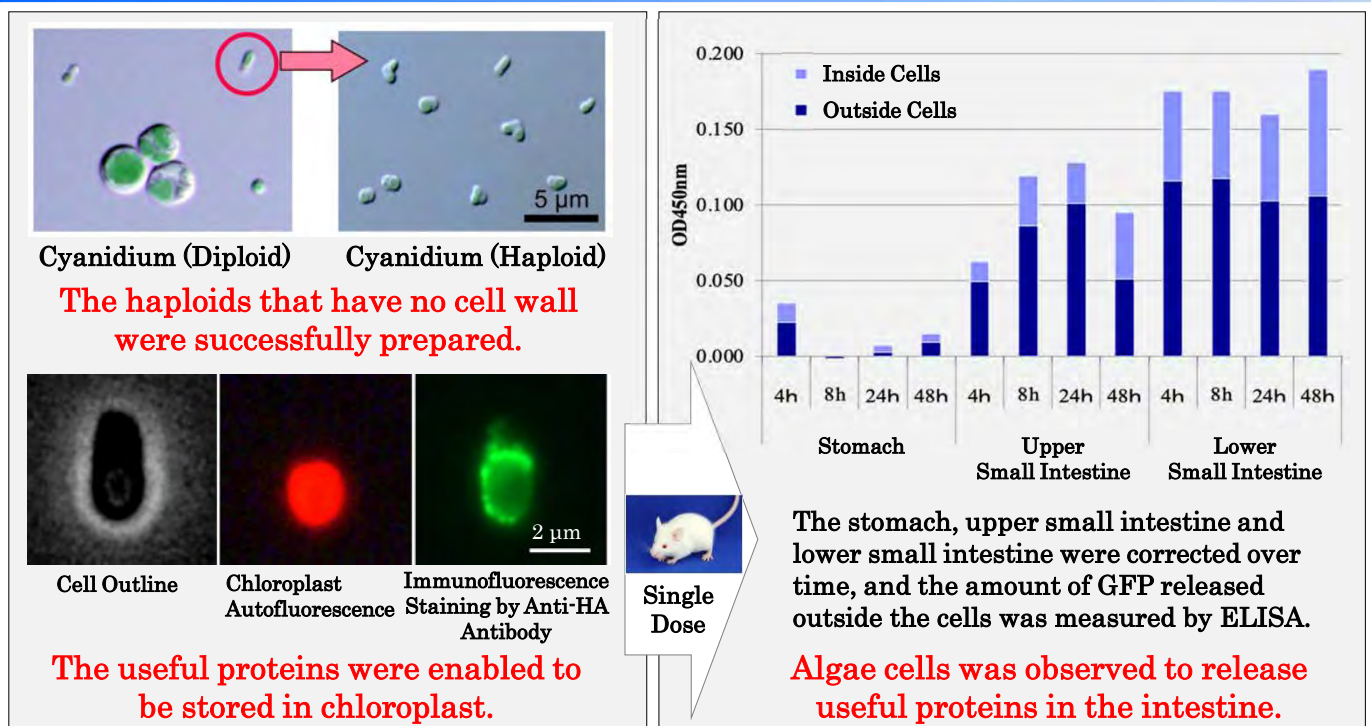 5 μm
Cyanidium (Diploid)
Cyanidium (Haploid)
The haploids that have no cell wall
were successfully prepared.
2 μm
Cell Outline
Chloroplast
Autofluorescence
Immunofluorescence
Staining by Anti-HA
Antibody
The useful proteins were enabled to
be stored in chloroplast.
Single
Dose
0.200
0.150
0.100
0.050
0.000
OD450nm
Inside Cells
Outside Cells
4h 8h 24h 48h 4h 8h 24h 48h 4h 8h 24h 48h
Stomach
Upper
Small Intestine
Lower
Small Intestine
The stomach, upper small intestine and
lower small intestine were corrected over
time, and the amount of GFP released
outside the cells was measured by ELISA.
Algae cells was observed to release
useful proteins in the intestine.